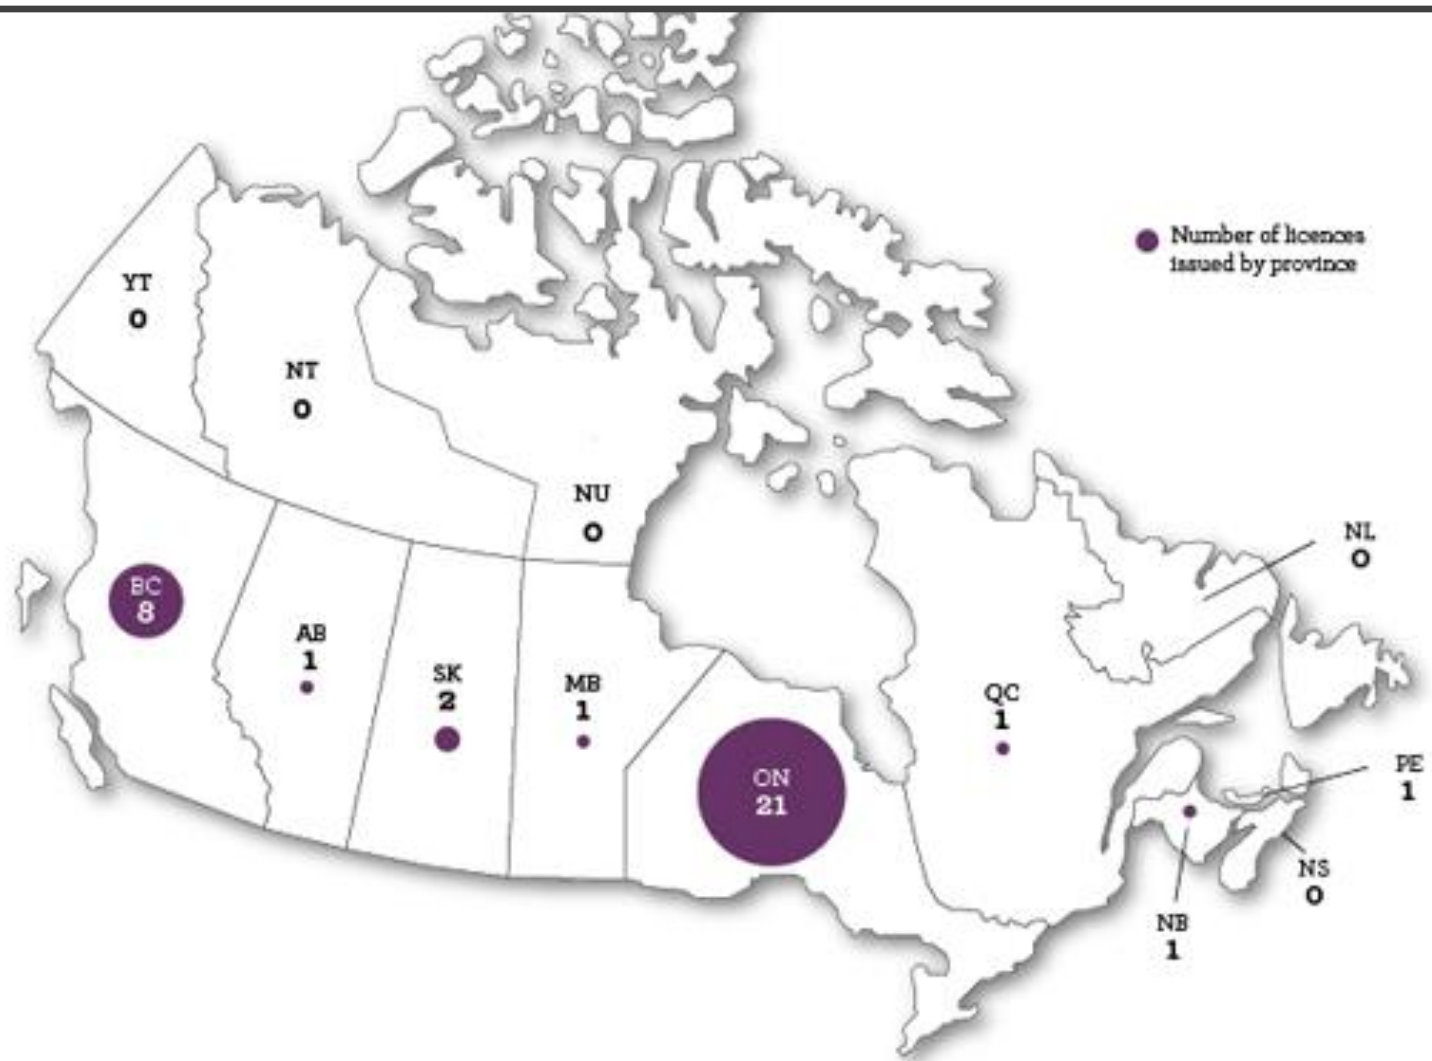 Number of licences
issued by province
YT
0
NT
0
NU
0
NL
0
BC
8
AB
1
SK
2
MB
1
ON
21
QC
1
PE
1
NS
0
NB
1